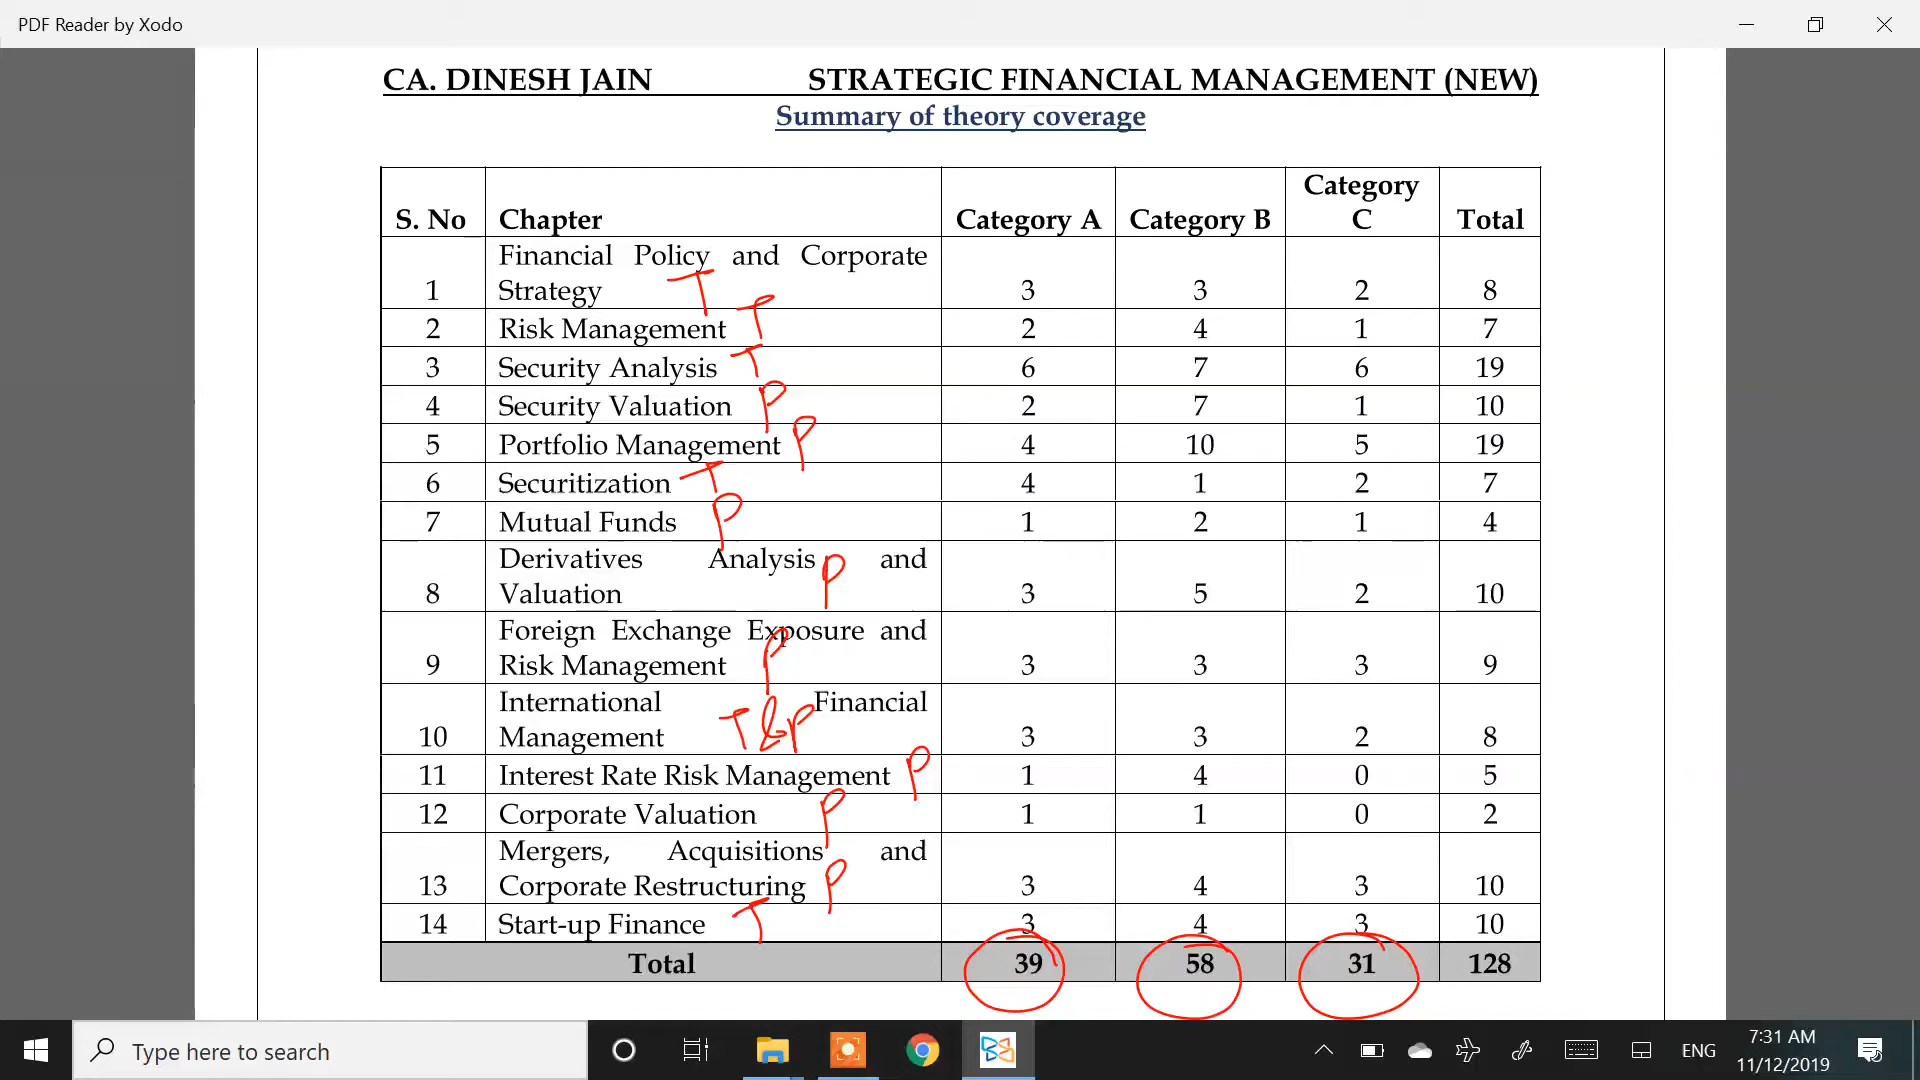 PDF Reader by Xodo
CA. DINESH JAIN STRATEGIC FINANCIAL MANAGEMENT (NEW)
Summary of theory coverage
S. No Chapter Category A Category B Category C Total
1 Financial Policy and Corporate Strategy T 3 3 2 8
2 Risk Management T 2 4 1 7
3 Security Analysis T 6 7 6 19
4 Security Valuation P 2 7 1 10
5 Portfolio Management P 4 10 5 19
6 Securitization T 4 1 2 7
7 Mutual Funds P 1 2 1 4
8 Derivatives Analysis and Valuation P 3 5 2 10
9 Foreign Exchange Exposure and Risk Management P 3 3 3 9
10 International Financial Management T & P 3 3 2 8
11 Interest Rate Risk Management P 1 4 0 5
12 Corporate Valuation P 1 1 0 2
13 Mergers, Acquisitions and Corporate Restructuring P 3 4 3 10
14 Start-up Finance T 3 4 3 10
Total 39 58 31 128
Type here to search
ENG
7:31 AM
11/12/2019